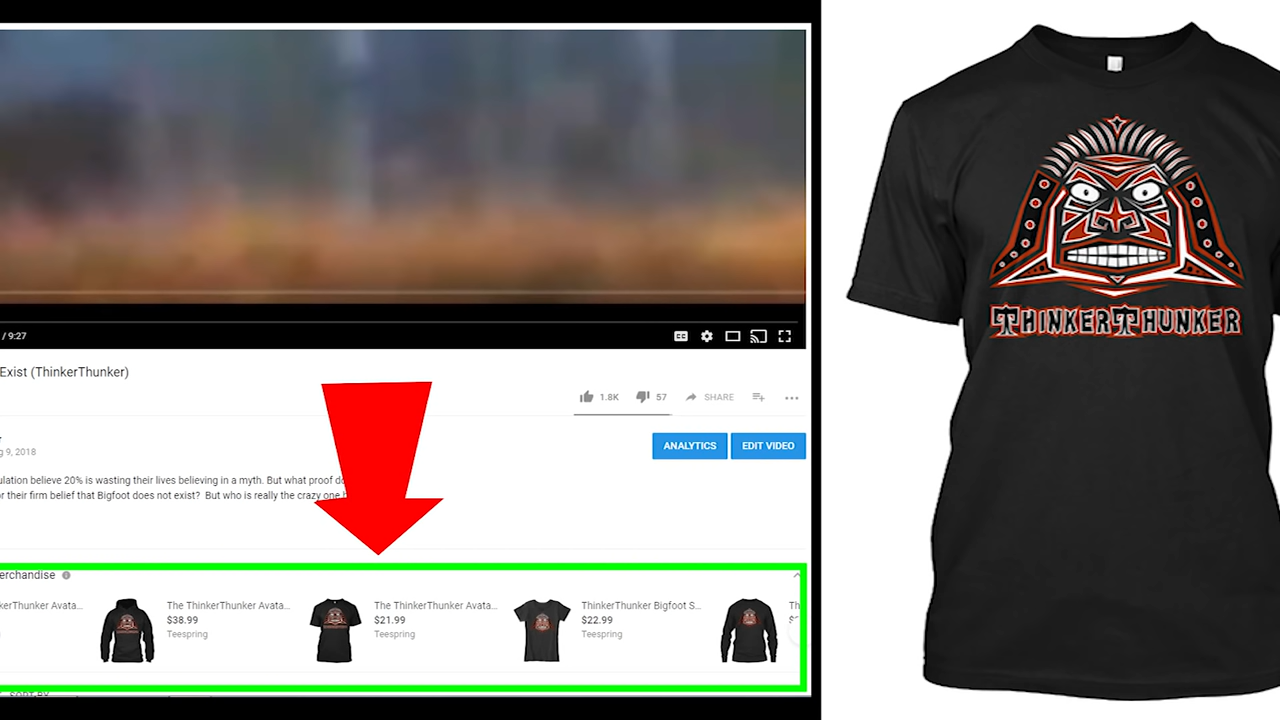 / 9:27
Exist (ThinkerThunker)
1.8K 57 SHARE
g 9, 2018
ANALYTICS EDIT VIDEO
ulation believe 20% is wasting their lives believing in a myth. But what proof do
or their firm belief that Bigfoot does not exist? But who is really the crazy one
erchandise
kerThunker Avata...
The ThinkerThunker Avata...
$38.99
Teespring
The ThinkerThunker Avata...
$21.99
Teespring
ThinkerThunker Bigfoot S...
$22.99
Teespring
Th
THINKERTHUNKER